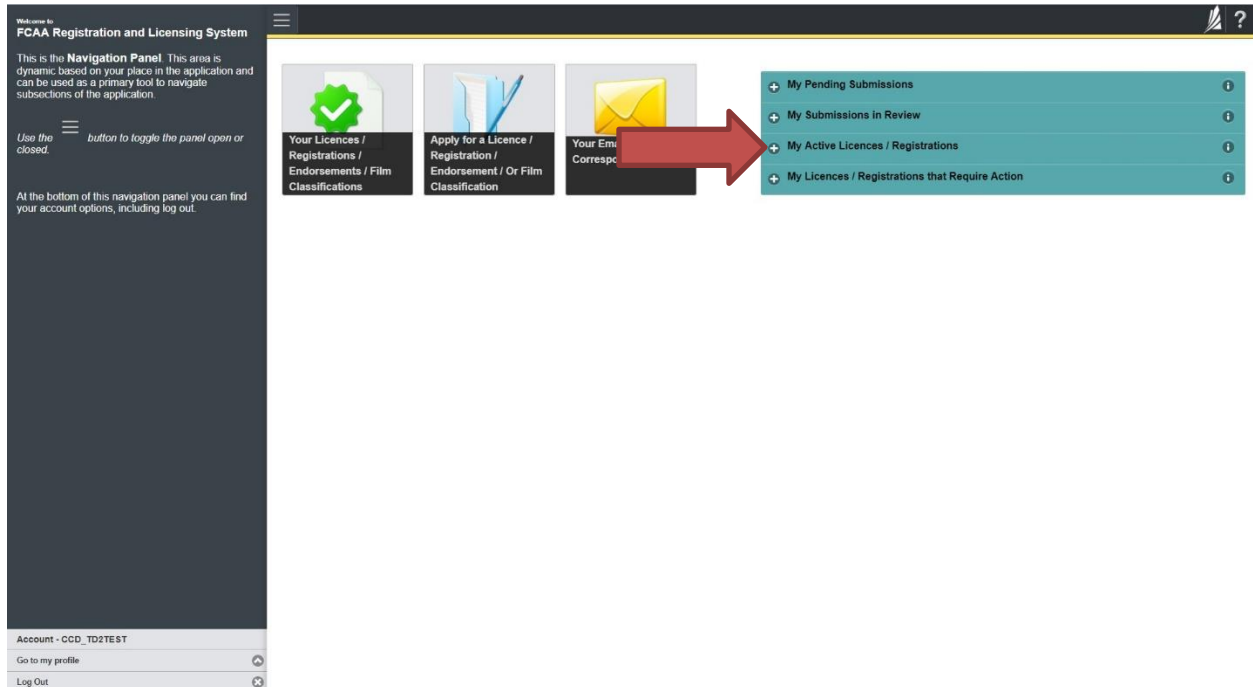 Welcome to
FCAA Registration and Licensing System
This is the Navigation Panel. This area is
dynamic based on your place in the application and
can be used as a primary tool to navigate
subsections of the application.
Use the button to toggle the panel open or
closed.
At the bottom of this navigation panel you can find
your account options, including log out.
Account - CCD_TD2TEST
Go to my profile
Log Out
?
Your Licences /
Registrations /
Endorsements / Film
Classifications
Apply for a Licence /
Registration /
Endorsement / Or Film
Classification
Your
My Pending Submissions
My Submissions in Review
My Active Licences / Registrations
My Licences / Registrations that Require Action